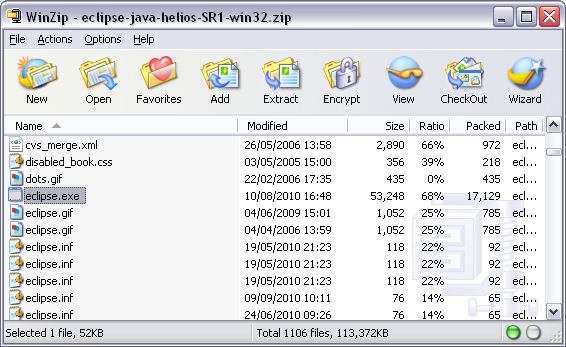 WinZip - eclipse-java-helios-SR1-win32.zip
File Actions Options Help
New Open Favorites Add Extract Encrypt View CheckOut Wizard
Name Modified Size Ratio Packed Path
cvs_merge.xml 26/05/2006 13:58 2,890 66% 972 ecl...
disabled_book.css 03/05/2005 15:00 356 39% 218 ecl...
dots.gif 22/06/2006 17:35 435 0% 435 ecl...
eclipse.exe 10/08/2010 16:48 53,248 68% 17,129 ecl...
eclipse.gif 04/06/2009 15:01 1,052 25% 785 ecl...
eclipse.gif 04/04/2006 13:59 1,052 25% 785 ecl...
eclipse.inf 19/05/2010 21:23 118 22% 92 ecl...
eclipse.inf 19/05/2010 21:23 118 22% 92 ecl...
eclipse.inf 19/05/2010 21:23 118 22% 92 ecl...
eclipse.inf 09/09/2010 10:11 76 14% 65 ecl...
eclipse.inf 24/06/2010 09:26 76 14% 65 ecl...
Selected 1 file, 52KB Total 1106 files, 113,372KB